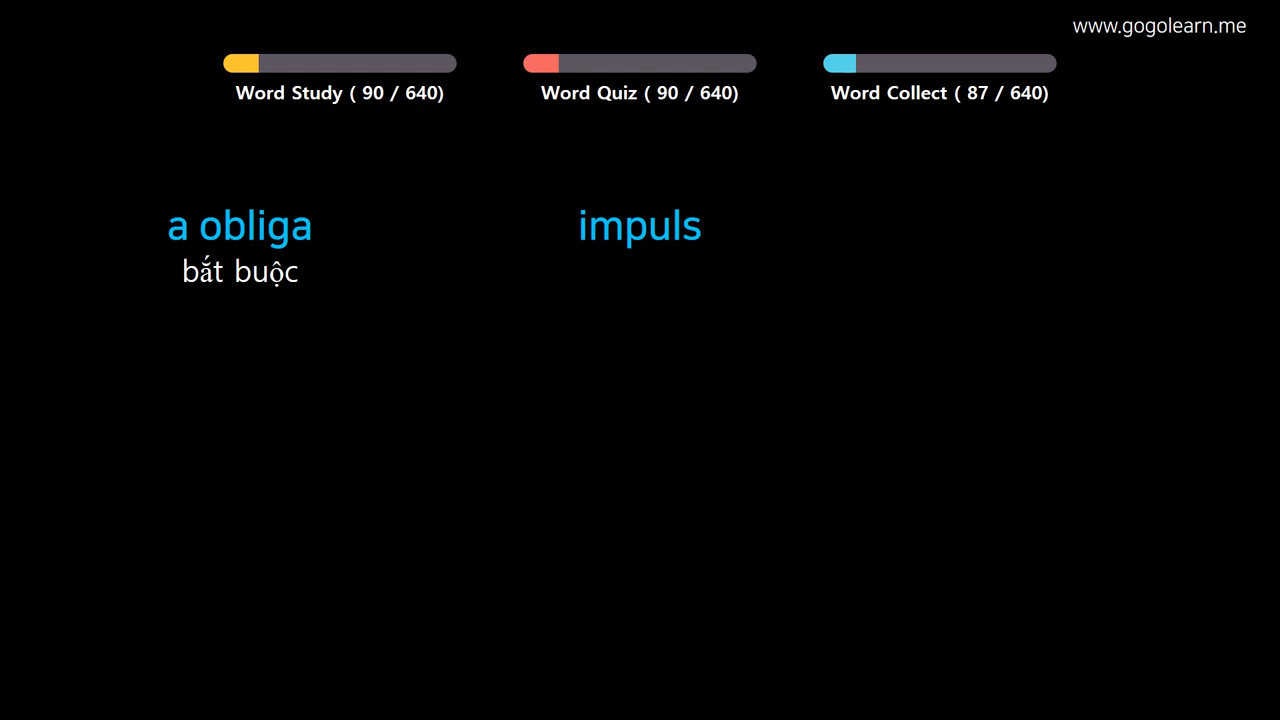 www.gogolearn.me
Word Study ( 90 / 640)
Word Quiz ( 90 / 640)
Word Collect ( 87 / 640)
a obliga
bắt buộc
impuls